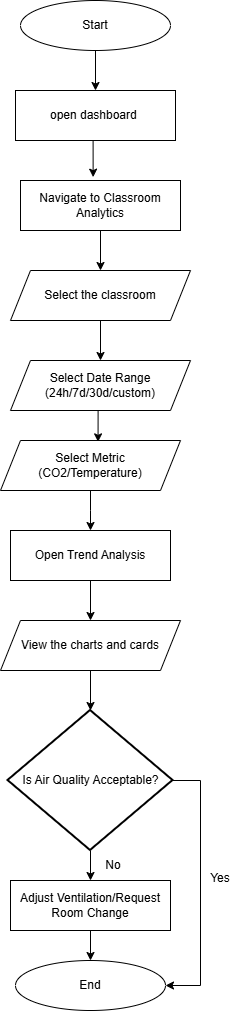 Start
open dashboard
Navigate to Classroom
Analytics
Select the classroom
Select Date Range
(24h/7d/30d/custom)
Select Metric
(CO2/Temperature)
Open Trend Analysis
View the charts and cards
Is Air Quality Acceptable?
No
Yes
Adjust Ventilation/Request
Room Change
End